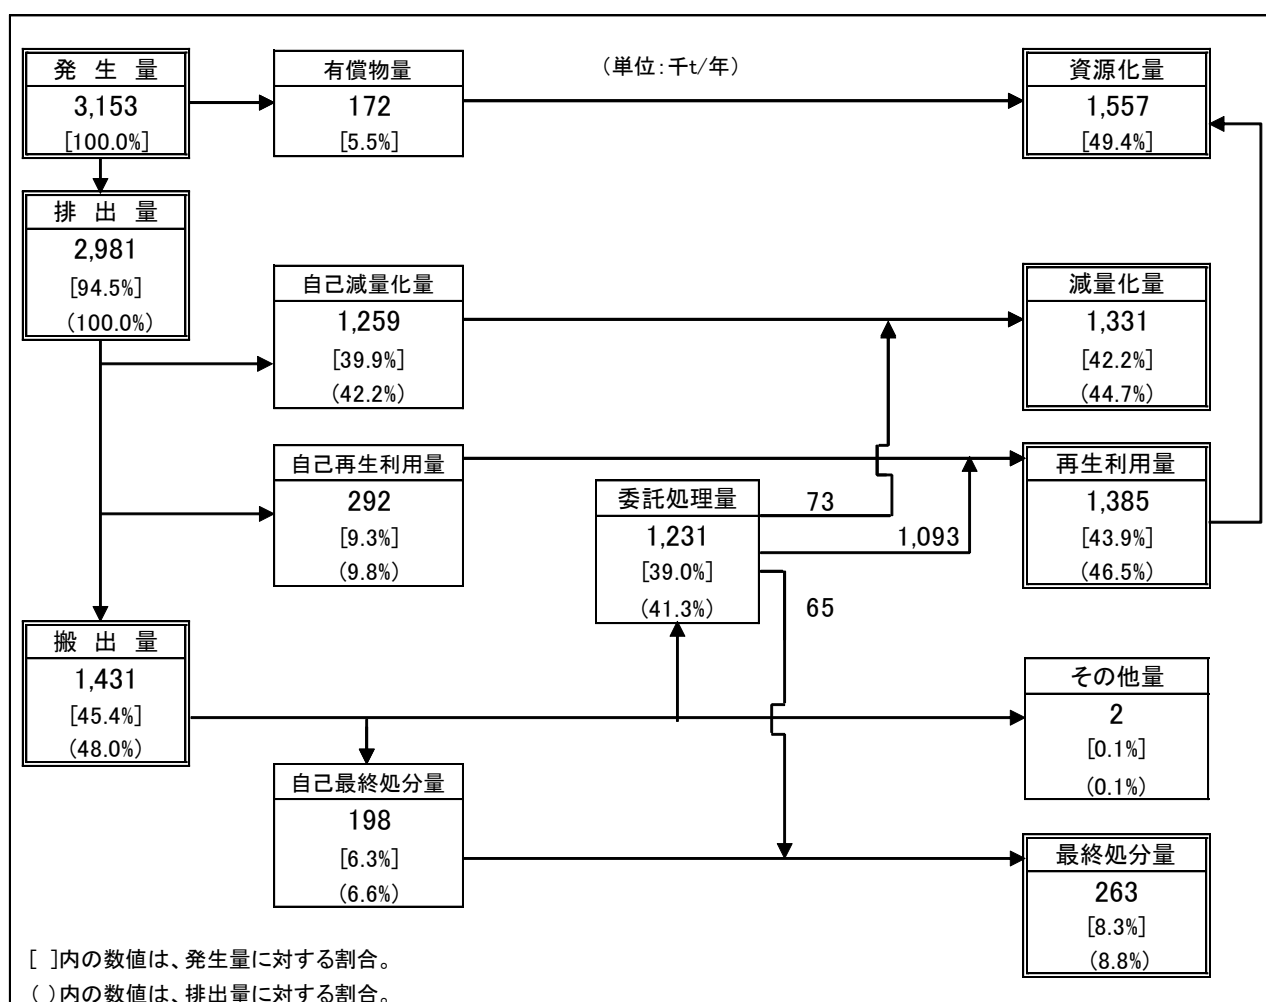 (単位:千t/年)
発 生 量
3,153
[100.0%]
有償物量
172
[5.5%]
資源化量
1,557
[49.4%]
排 出 量
2,981
[94.5%]
(100.0%)
自己減量化量
1,259
[39.9%]
(42.2%)
減量化量
1,331
[42.2%]
(44.7%)
自己再生利用量
292
[9.3%]
(9.8%)
委託処理量
1,231
[39.0%]
(41.3%)
73
1,093
65
再生利用量
1,385
[43.9%]
(46.5%)
搬 出 量
1,431
[45.4%]
(48.0%)
その他量
2
[0.1%]
(0.1%)
自己最終処分量
198
[6.3%]
(6.6%)
最終処分量
263
[8.3%]
(8.8%)
[ ]内の数値は、発生量に対する割合。
( )内の数値は、排出量に対する割合。